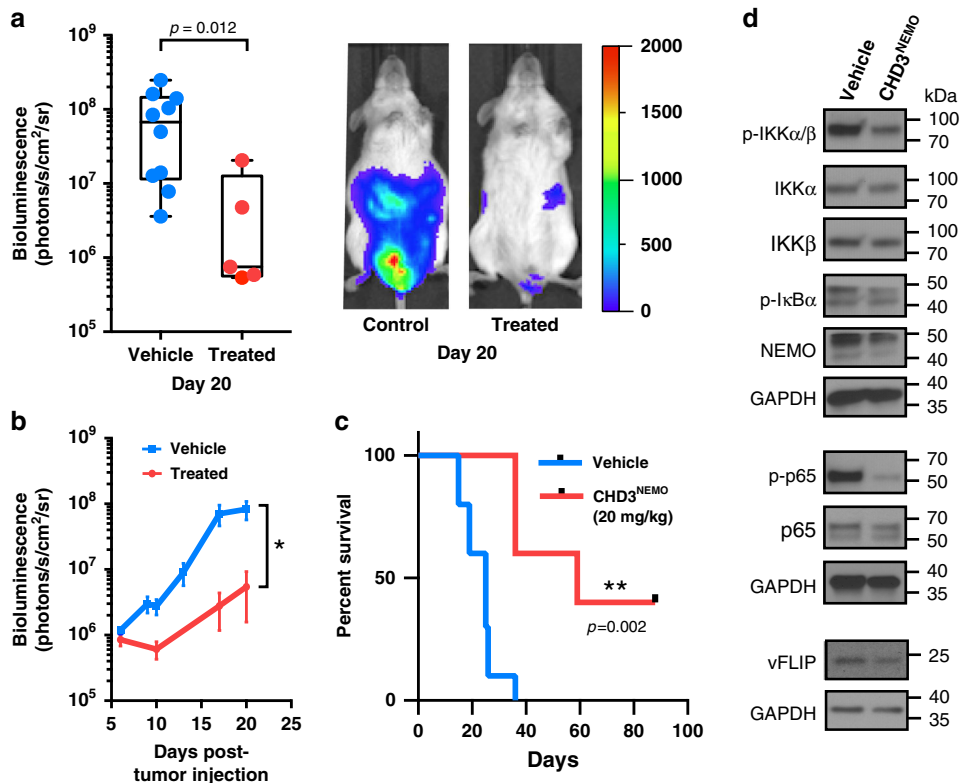 a
10^9
10^8
10^7
10^6
10^5
Bioluminescence
(photons/s/cm²/sr)
p = 0.012
Vehicle
Treated
Day 20
Control
Treated
Day 20
2000
1500
1000
500
0
b
10^9
10^8
10^7
10^6
10^5
Bioluminescence
(photons/s/cm²/sr)
Vehicle
Treated
*
5
10
15
20
25
Days post-
tumor injection
c
100
50
0
Percent survival
Vehicle
CHD3^NEMO
(20 mg/kg)
**
p=0.002
0
20
40
60
80
100
Days
d
Vehicle
CHD3^NEMO
kDa
p-IKKα/β
100
70
IKKα
100
70
IKKβ
100
70
p-IκBα
50
40
NEMO
50
40
GAPDH
40
35
p-p65
70
50
p65
70
50
GAPDH
40
35
vFLIP
25
GAPDH
40
35